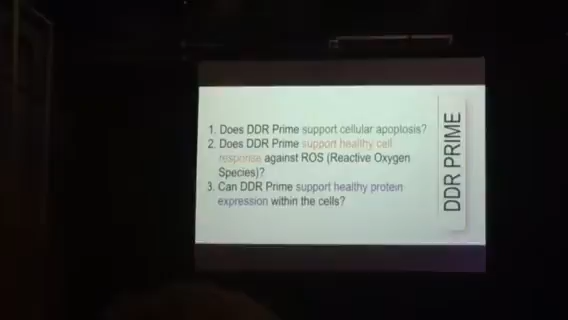 1. Does DDR Prime support cellular apoptosis?
2. Does DDR Prime support healthy cell
response against ROS (Reactive Oxygen
Species)?
3. Can DDR Prime support healthy protein
expression within the cells?
DDR PRIME